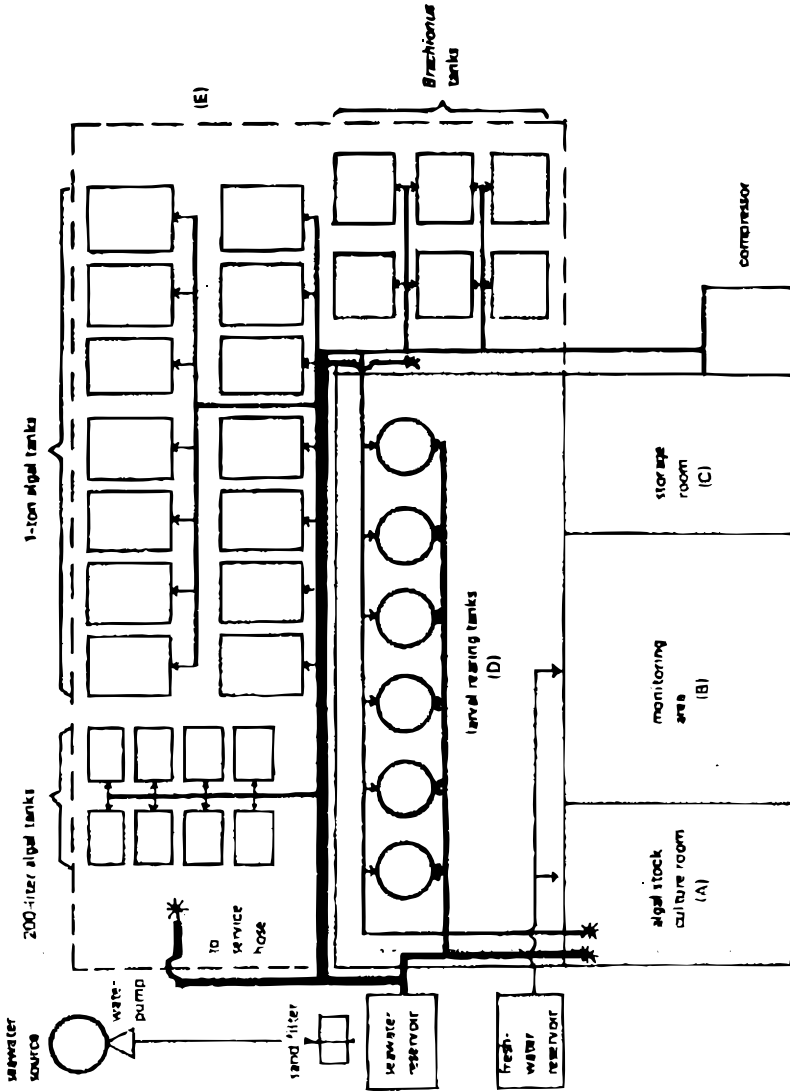 seawater
source
water
pump
sand filter
seawater
reservoir
fresh-
water
reservoir
200-liter algal tanks
to
service
hose
1-ton algal tanks
(E)
Brachionus
tanks
larval rearing tanks
(D)
algal stock
culture room
(A)
monitoring
area
(B)
storage
room
(C)
compressor